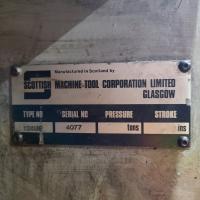 Manufactured in Scotland by
SCOTTISH MACHINE-TOOL CORPORATION LIMITED
GLASGOW
TYPE NO SERIAL NO PRESSURE STROKE
4077 tons ins